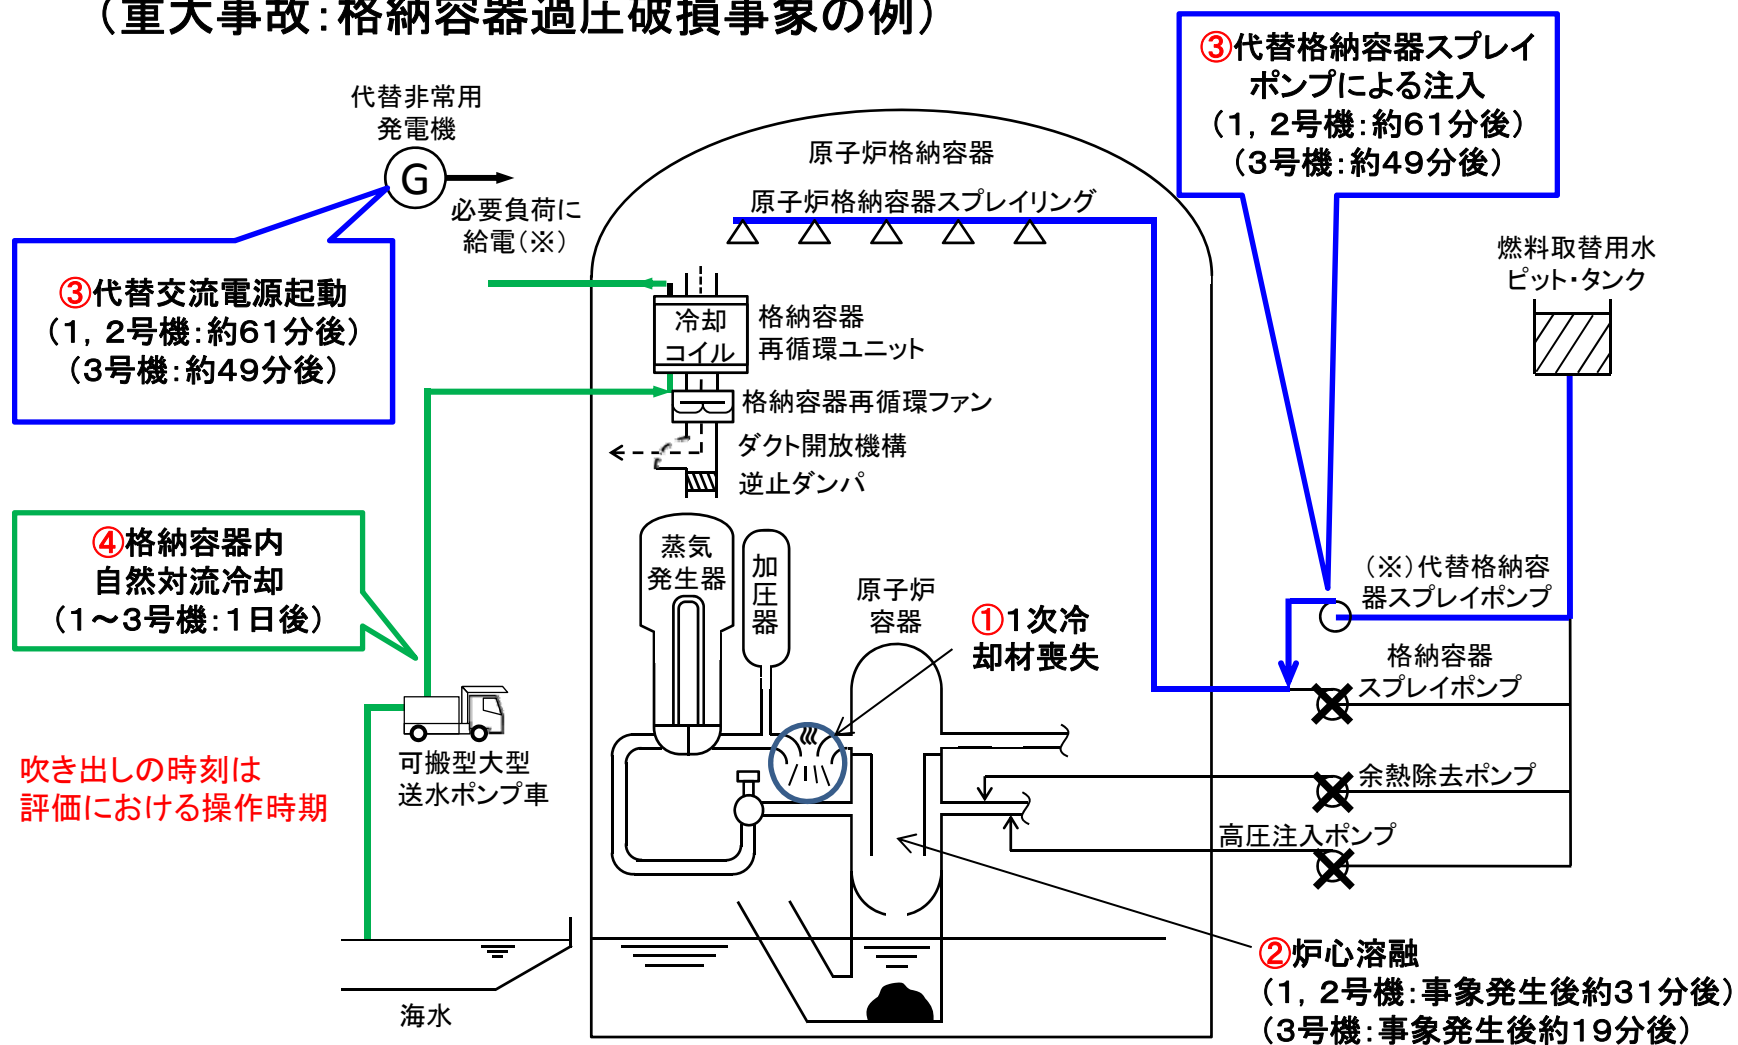 （重大事故：格納容器過圧破損事象の例）
代替非常用
発電機
G
必要負荷に
給電（※）
③代替交流電源起動
（１，２号機：約６１分後）
（３号機：約４９分後）
④格納容器内
自然対流冷却
（１～３号機：１日後）
吹き出しの時刻は
評価における操作時期
可搬型大型
送水ポンプ車
海水
原子炉格納容器
原子炉格納容器スプレイリング
冷却
コイル
格納容器
再循環ユニット
格納容器再循環ファン
ダクト開放機構
逆止ダンパ
蒸気
発生器
加
圧
器
原子炉
容器
①１次冷
却材喪失
③代替格納容器スプレイ
ポンプによる注入
（１，２号機：約６１分後）
（３号機：約４９分後）
燃料取替用水
ピット・タンク
（※）代替格納容
器スプレイポンプ
格納容器
スプレイポンプ
余熱除去ポンプ
高圧注入ポンプ
②炉心溶融
（１，２号機：事象発生後約３１分後）
（３号機：事象発生後約１９分後）